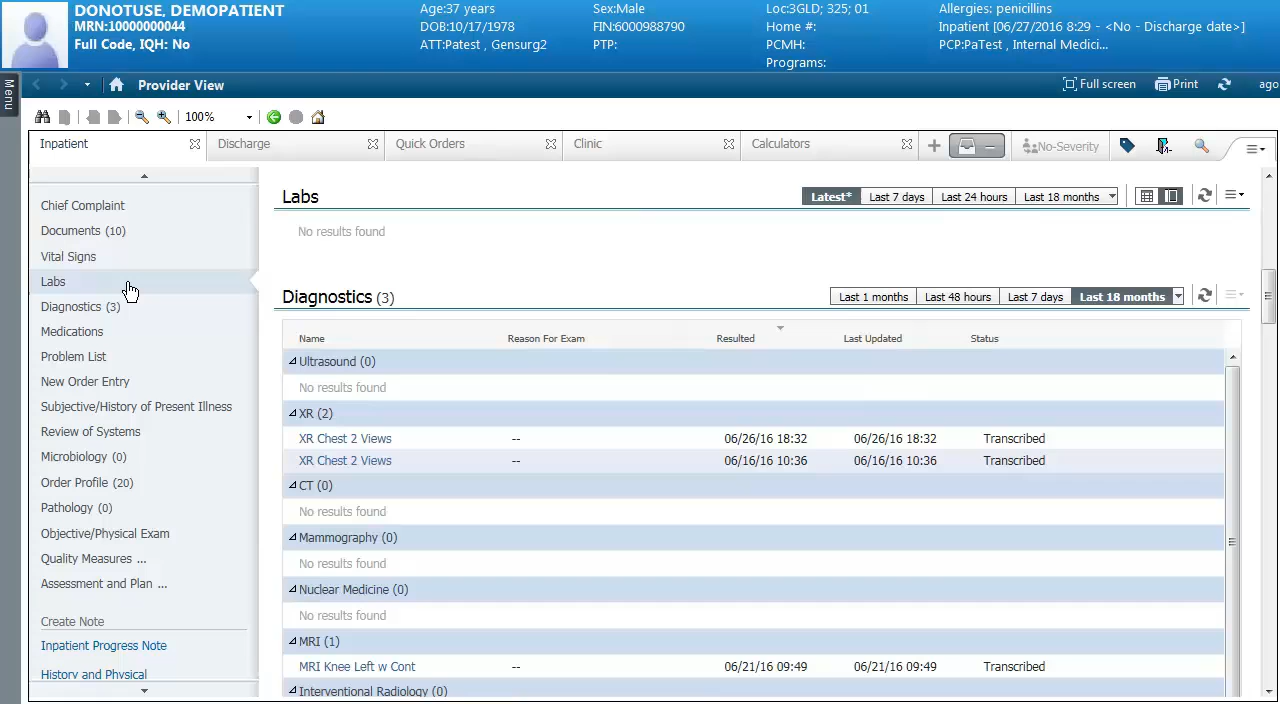 DONOTUSE, DEMOPATIENT
MRN:10000000044
Full Code, IQH: No
Age:37 years
DOB:10/17/1978
ATT:Patest , Gensurg2
Sex:Male
FIN:6000988790
PTP:
Loc:3GLD; 325; 01
Home #:
PCMH:
Programs:
Allergies: penicillins
Inpatient [06/27/2016 8:29 - <No - Discharge date>]
PCP:PaTest , Internal Medici...
Menu
Provider View
Full screen
Print
ago
100%
Inpatient
Discharge
Quick Orders
Clinic
Calculators
No-Severity
Chief Complaint
Documents (10)
Vital Signs
Labs
Diagnostics (3)
Medications
Problem List
New Order Entry
Subjective/History of Present Illness
Review of Systems
Microbiology (0)
Order Profile (20)
Pathology (0)
Objective/Physical Exam
Quality Measures ...
Assessment and Plan ...
Create Note
Inpatient Progress Note
History and Physical
Labs
Latest* Last 7 days Last 24 hours Last 18 months
No results found
Diagnostics (3)
Last 1 months Last 48 hours Last 7 days Last 18 months
Name Reason For Exam Resulted Last Updated Status
Ultrasound (0)
No results found
XR (2)
XR Chest 2 Views -- 06/26/16 18:32 06/26/16 18:32 Transcribed
XR Chest 2 Views -- 06/16/16 10:36 06/16/16 10:36 Transcribed
CT (0)
No results found
Mammography (0)
No results found
Nuclear Medicine (0)
No results found
MRI (1)
MRI Knee Left w Cont -- 06/21/16 09:49 06/21/16 09:49 Transcribed
Interventional Radiology (0)